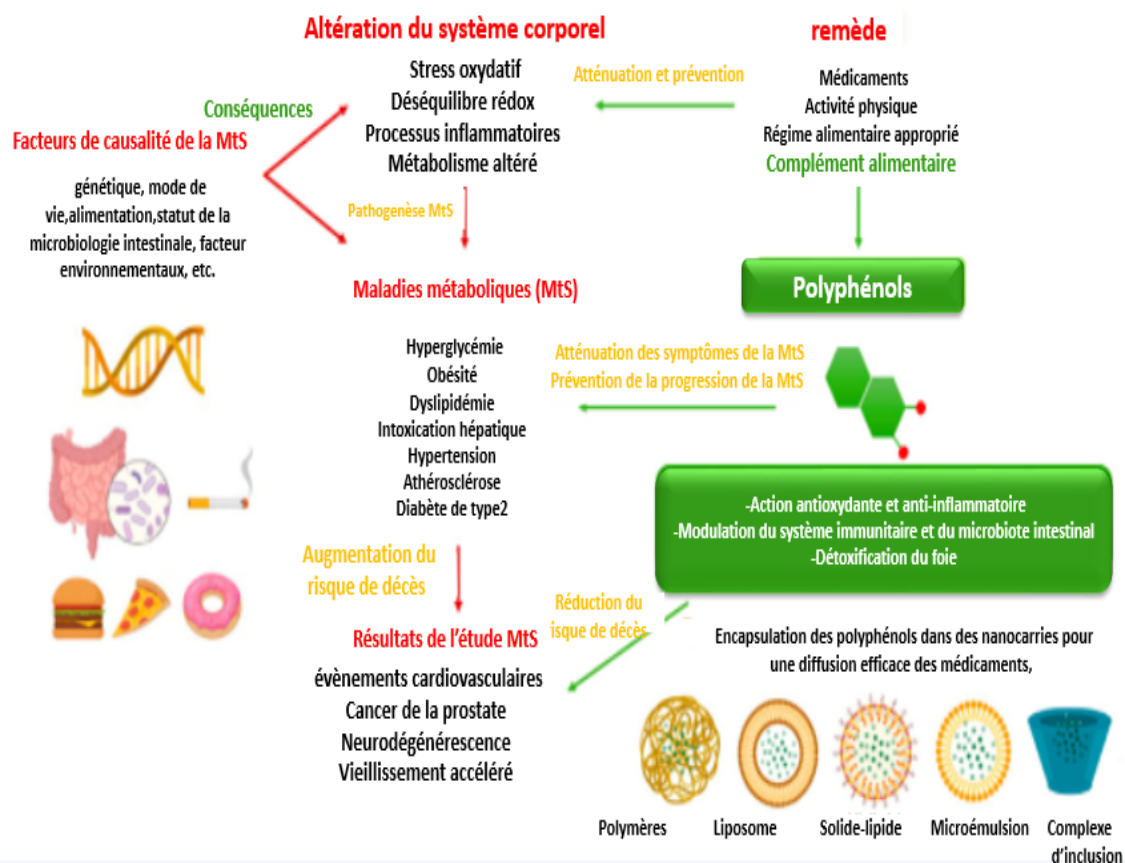 Altération du système corporel
Stress oxydatif
Déséquilibre rédox
Processus inflammatoires
Métabolisme altéré
remède
Médicaments
Activité physique
Régime alimentaire approprié
Complément alimentaire
Atténuation et prévention
Conséquences
Facteurs de causalité de la MtS
génétique, mode de
vie,alimentation,statut de la
microbiologie intestinale, facteur
environnementaux, etc.
Pathogenèse MtS
Maladies métaboliques (MtS)
Hyperglycémie
Obésité
Dyslipidémie
Intoxication hépatique
Hypertension
Athérosclérose
Diabète de type2
Polyphénols
Atténuation des symptômes de la MtS
Prévention de la progression de la MtS
-Action antioxydante et anti-inflammatoire
-Modulation du système immunitaire et du microbiote intestinal
-Détoxification du foie
Augmentation du
risque de décès
Réduction du
risque de décès
Résultats de l’étude MtS
évènements cardiovasculaires
Cancer de la prostate
Neurodégénérescence
Vieillissement accéléré
Encapsulation des polyphénols dans des nanocarries pour
une diffusion efficace des médicaments,
Polymères
Liposome
Solide-lipide
Microémulsion
Complexe
d’inclusion